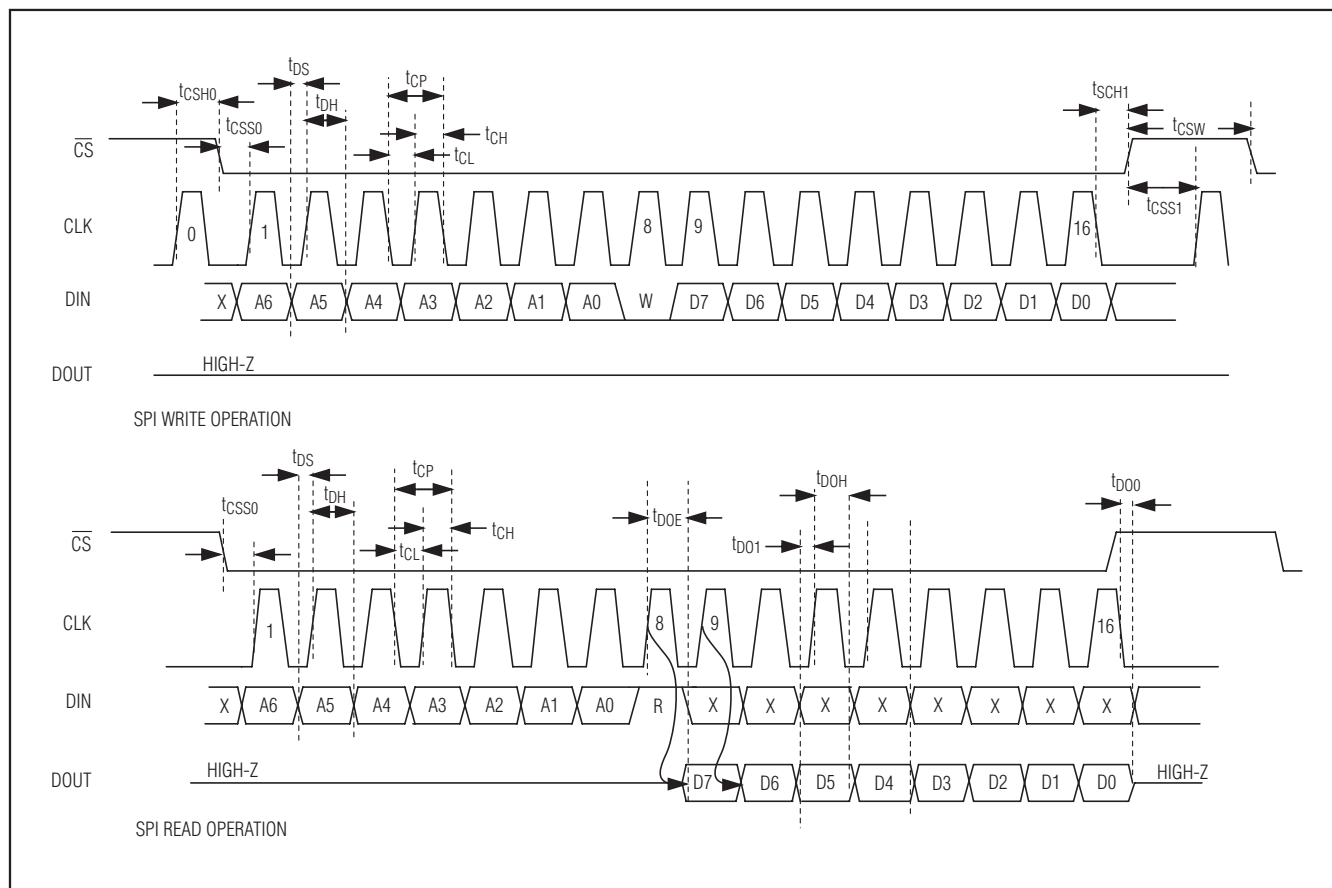 tDS
tCP
tSCH1
tCSH0
tDH
tCSW
tCSS0
tCH
tCL
CS
tCSS1
CLK
0 1 8 9 16
DIN
X A6 A5 A4 A3 A2 A1 A0 W D7 D6 D5 D4 D3 D2 D1 D0
HIGH-Z
DOUT
SPI WRITE OPERATION
tDS
tCP
tDOH
tDO0
tCSS0
tDH
tDOE
tCH
tDO1
tCL
CS
CLK
1 8 9 16
DIN
X A6 A5 A4 A3 A2 A1 A0 R X X X X X X X X
HIGH-Z
DOUT
D7 D6 D5 D4 D3 D2 D1 D0
HIGH-Z
SPI READ OPERATION